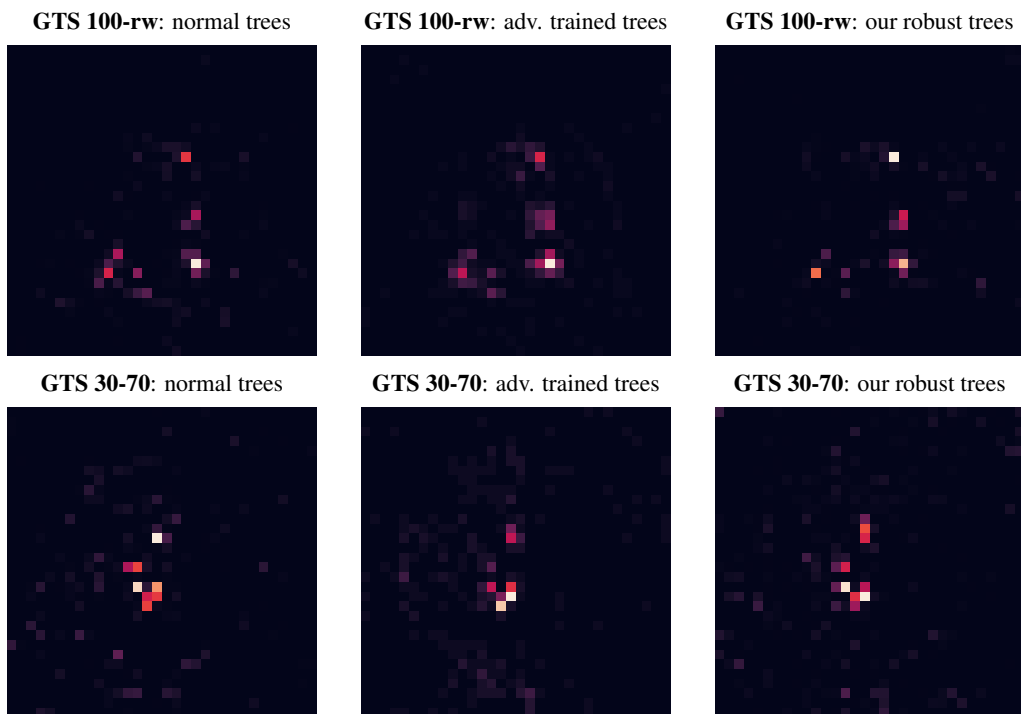 GTS 100-rw: normal trees
GTS 100-rw: adv. trained trees
GTS 100-rw: our robust trees
GTS 30-70: normal trees
GTS 30-70: adv. trained trees
GTS 30-70: our robust trees